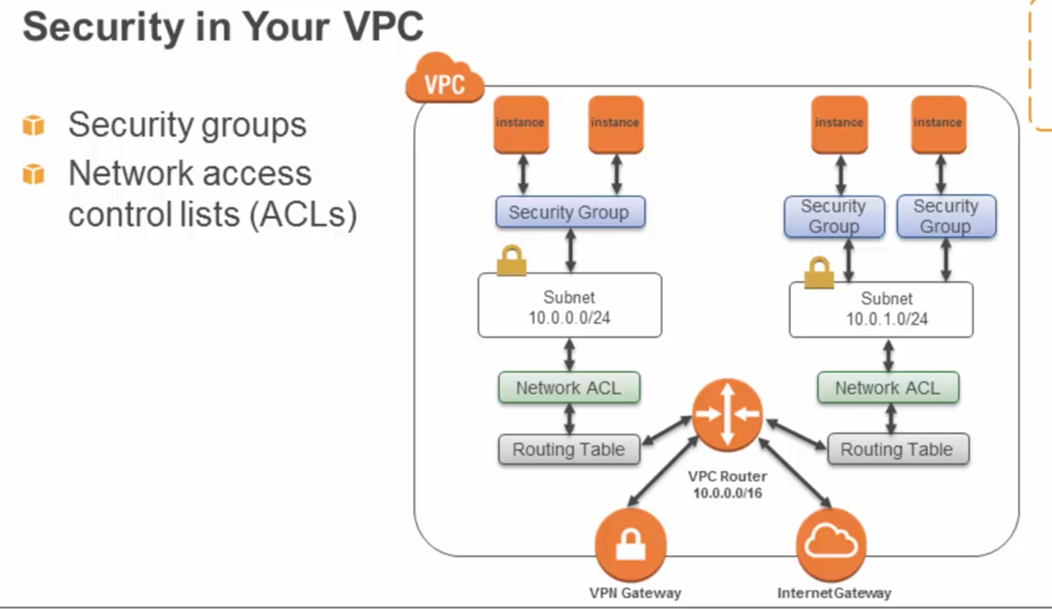 Security in Your VPC
Security groups
Network access
control lists (ACLs)
VPC
instance
instance
instance
instance
Security Group
Security
Group
Security
Group
Subnet
10.0.0.0/24
Subnet
10.0.1.0/24
Network ACL
Network ACL
Routing Table
Routing Table
VPC Router
10.0.0.0/16
VPN Gateway
InternetGateway